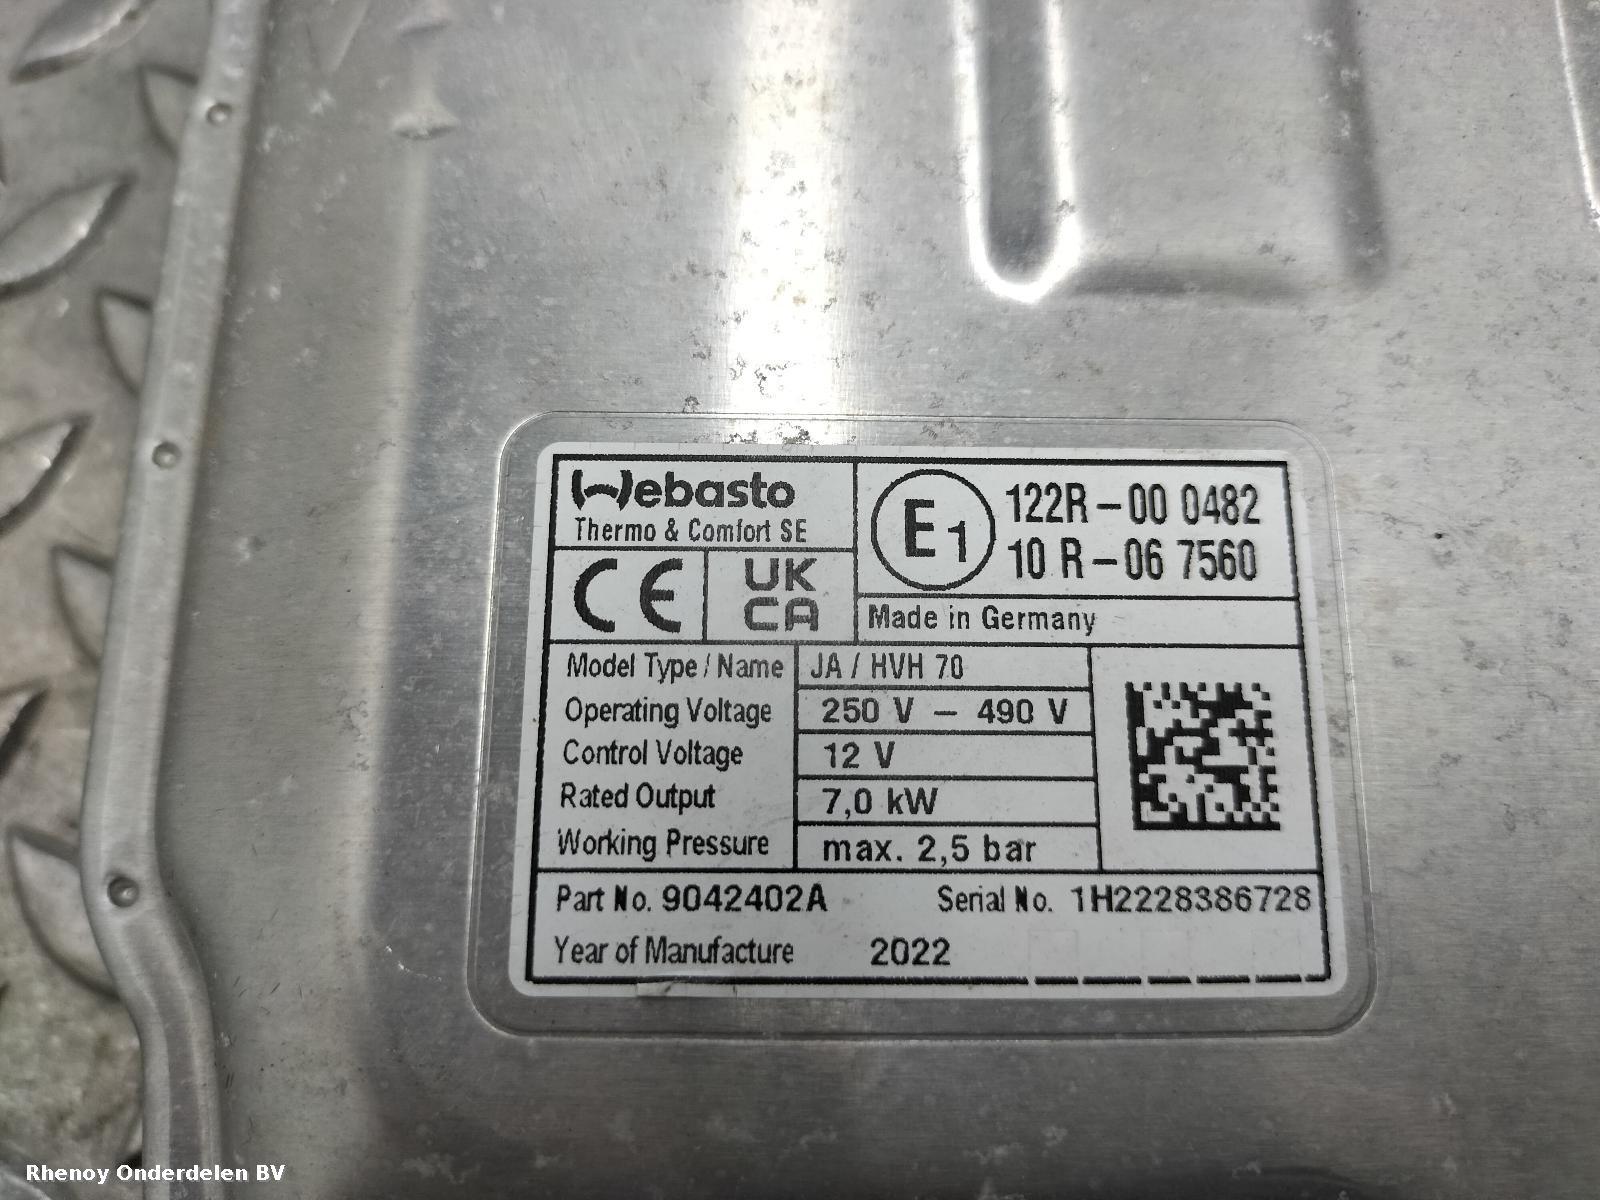 Webasto
Thermo & Comfort SE
CE
UK
CA
E1
122R-00 0482
10 R-06 7560
Made in Germany
Model Type / Name JA / HVH 70
Operating Voltage 250 V - 490 V
Control Voltage 12 V
Rated Output 7,0 kW
Working Pressure max. 2,5 bar
Part No. 9042402A Serial No. 1H2228386728
Year of Manufacture 2022
Rhenoy Onderdelen BV